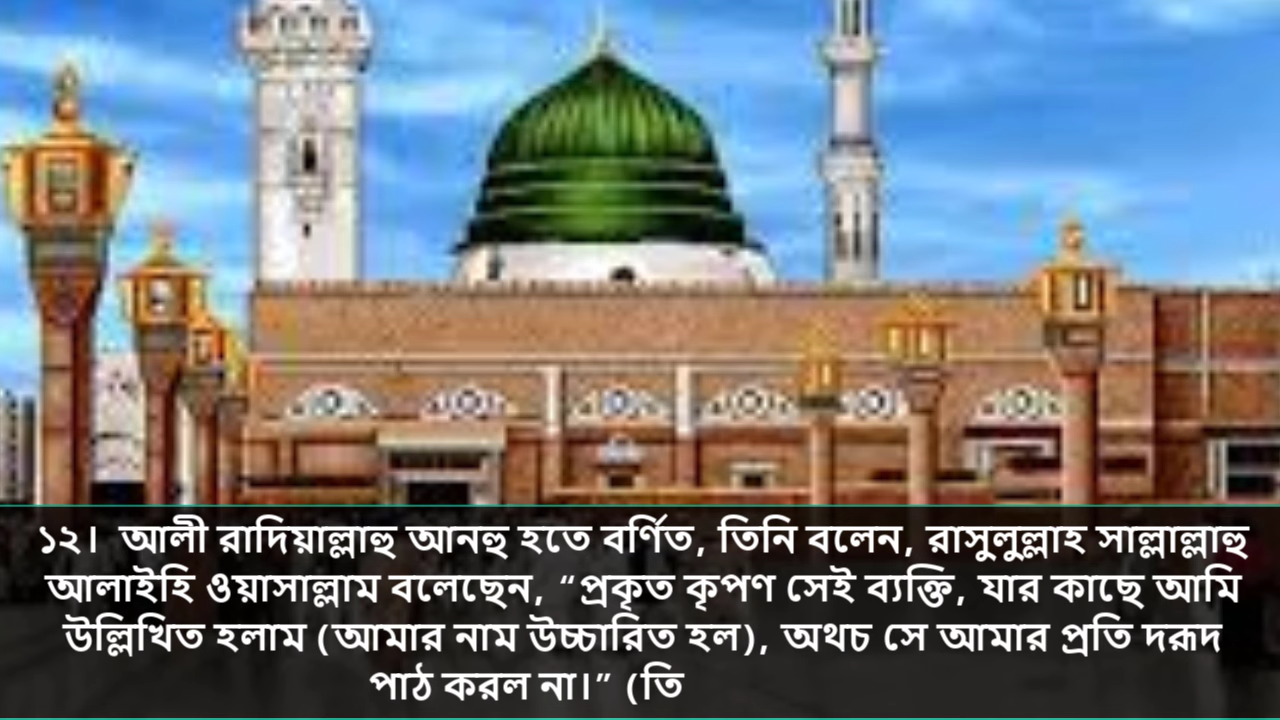 ১২। আলী রাদিয়াল্লাহু আনহু হতে বর্ণিত, তিনি বলেন, রাসুলুল্লাহ সাল্লাল্লাহু
আলাইহি ওয়াসাল্লাম বলেছেন, “প্রকৃত কৃপণ সেই ব্যক্তি, যার কাছে আমি
উল্লিখিত হলাম (আমার নাম উচ্চারিত হল), অথচ সে আমার প্রতি দরূদ
পাঠ করল না।” (তি